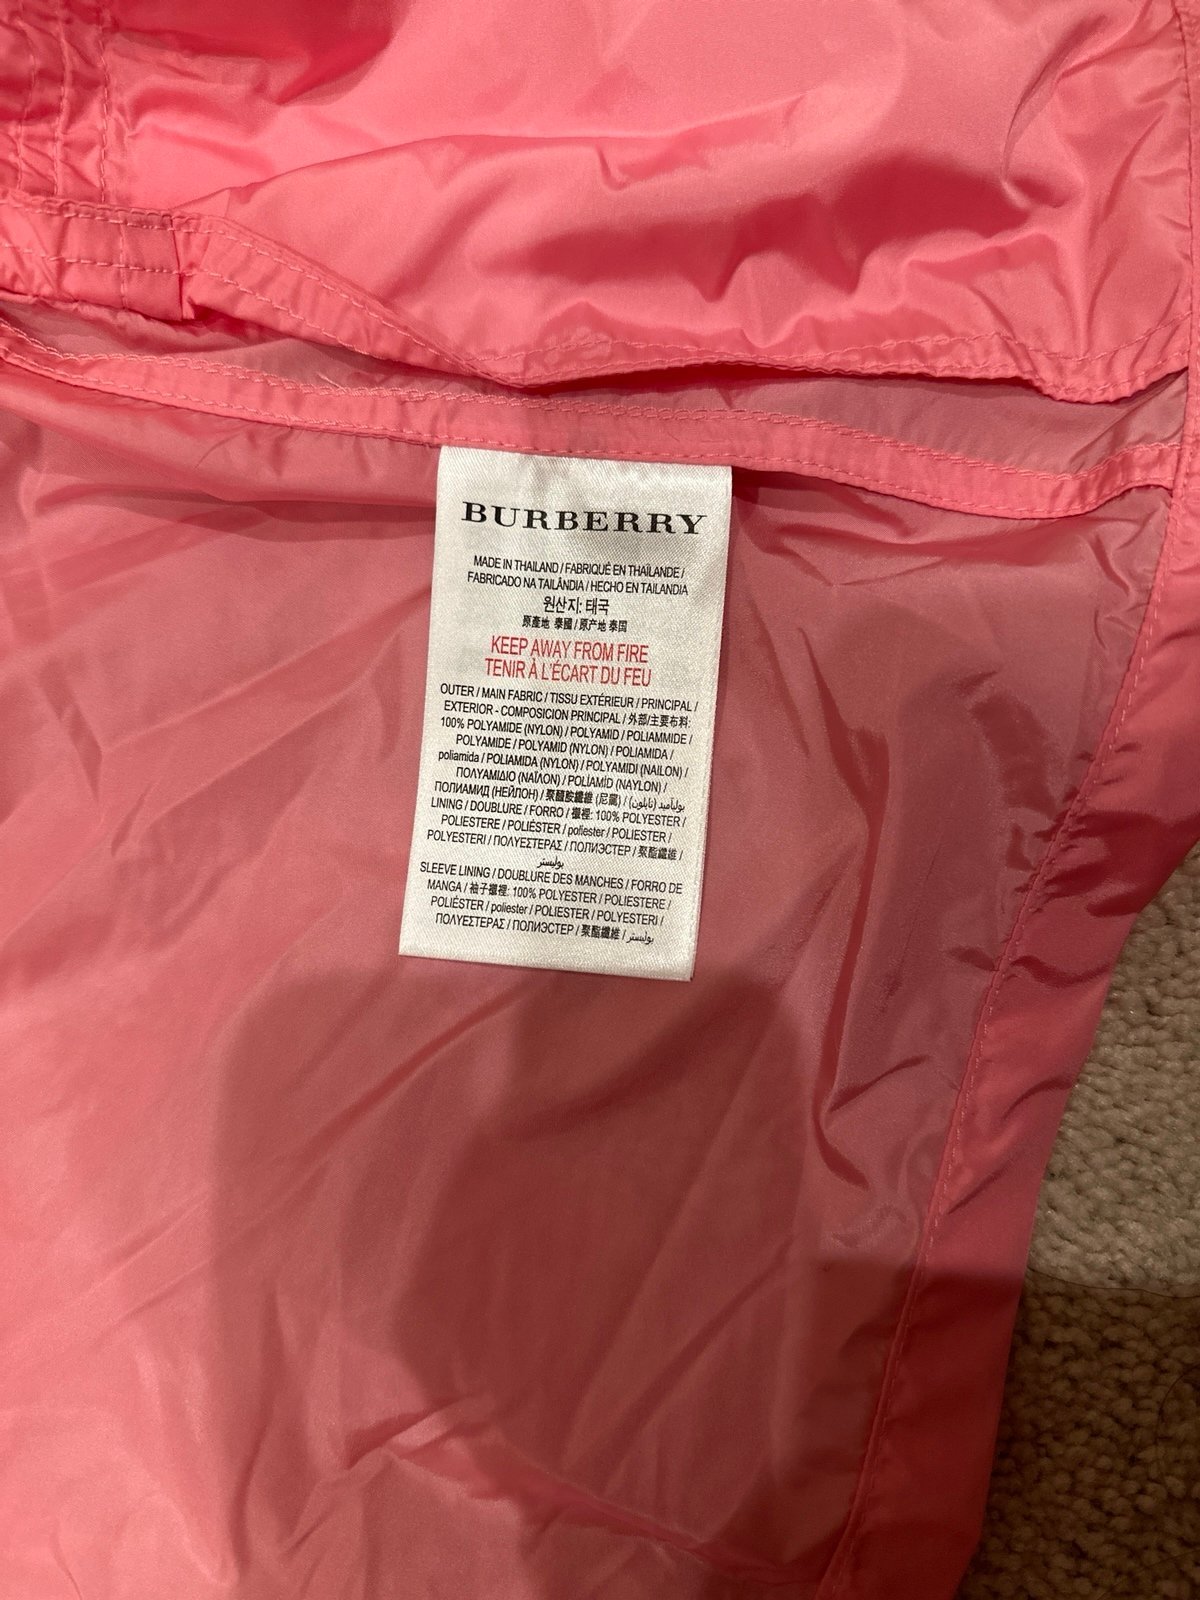 BURBERRY
MADE IN THAILAND / FABRIQUÉ EN THAÏLANDE /
FABRICADO NA TAILÂNDIA / HECHO EN TAILANDIA
원산지: 태국
原產地 泰國 / 原产地 泰国
KEEP AWAY FROM FIRE
TENIR À L'ÉCART DU FEU
OUTER / MAIN FABRIC / TISSU EXTÉRIEUR / PRINCIPAL /
EXTERIOR - COMPOSICION PRINCIPAL / 外部/主要布料:
100% POLYAMIDE (NYLON) / POLYAMID / POLIAMMIDE /
POLYAMIDE / POLYAMID (NYLON) / POLIAMIDA /
poliamida / POLIAMIDA (NYLON) / POLYAMIDI (NAILON) /
ΠΟΛΥΑΜΙΔΙΟ (ΝΑΪΛΟΝ) / POLİAMİD (NAYLON) /
ПОЛИАМИД (НЕЙЛОН) / 聚醯胺纖維 (尼龍) / بوليأميد (نايلون)
LINING / DOUBLURE / FORRO / 襯裡: 100% POLYESTER /
POLIESTERE / POLIÉSTER / poliester / POLIESTER /
POLYESTERI / ΠΟΛΥΕΣΤΕΡΑΣ / ПОЛИЭСТЕР / 聚酯纖維 /
بوليستر
SLEEVE LINING / DOUBLURE DES MANCHES / FORRO DE
MANGA / 袖子襯裡: 100% POLYESTER / POLIESTERE /
POLIÉSTER / poliester / POLIESTER / POLYESTERI /
ΠΟΛΥΕΣΤΕΡΑΣ / ПОЛИЭСТЕР / 聚酯纖維 / بوليستر